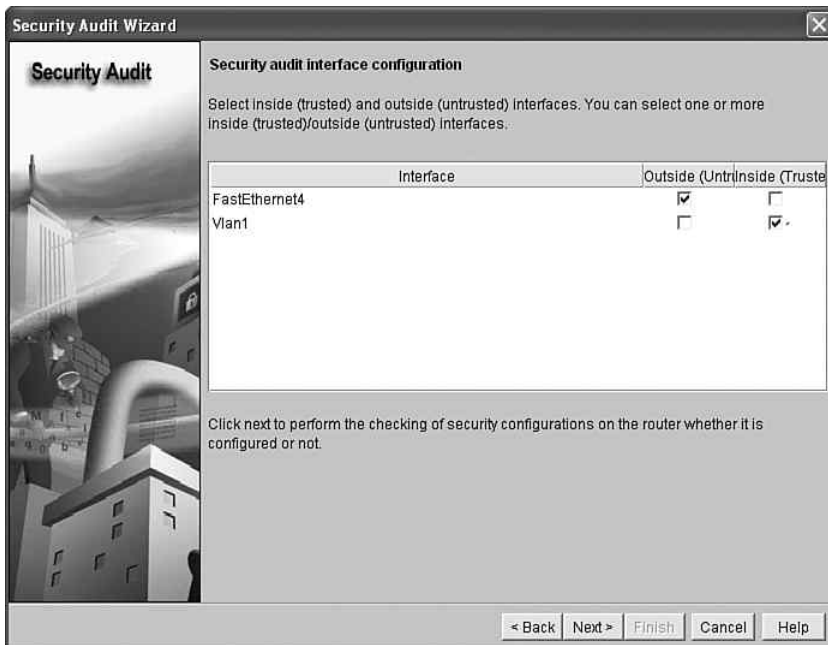 Security Audit Wizard
Security Audit
Security audit interface configuration
Select inside (trusted) and outside (untrusted) interfaces. You can select one or more
inside (trusted)/outside (untrusted) interfaces.
Interface
Outside (Untru
Inside (Truste
FastEthernet4
Vlan1
Click next to perform the checking of security configurations on the router whether it is
configured or not.
< Back
Next >
Finish
Cancel
Help